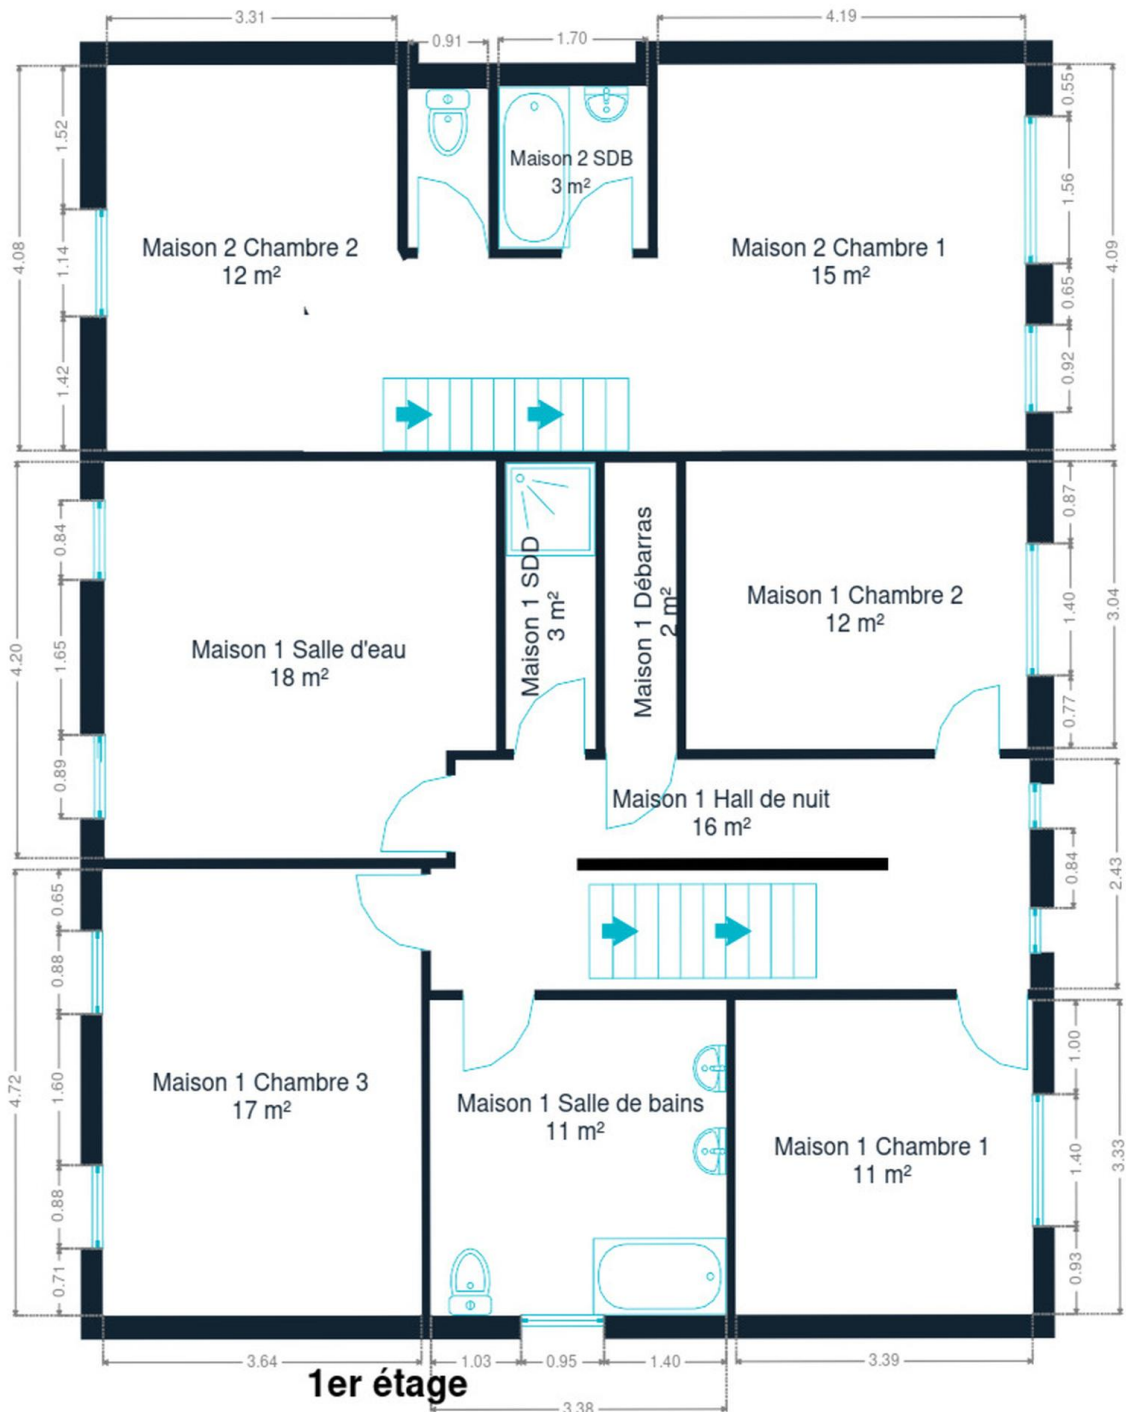 3.31
4.19
0.91
1.70
0.55
1.52
Maison 2 SDB
3 m²
1.56
4.08
1.14
Maison 2 Chambre 2
12 m²
Maison 2 Chambre 1
15 m²
4.09
0.65
1.42
0.92
0.87
0.84
Maison 1 SDD
3 m²
Maison 1 Débarras
2 m²
Maison 1 Chambre 2
12 m²
1.40
3.04
4.20
1.65
Maison 1 Salle d'eau
18 m²
0.77
0.89
Maison 1 Hall de nuit
16 m²
0.84
2.43
0.65
0.88
1.00
4.72
1.60
Maison 1 Chambre 3
17 m²
Maison 1 Salle de bains
11 m²
Maison 1 Chambre 1
11 m²
1.40
3.33
0.88
0.71
0.93
3.64
1.03
0.95
1.40
3.39
1er étage
3.38